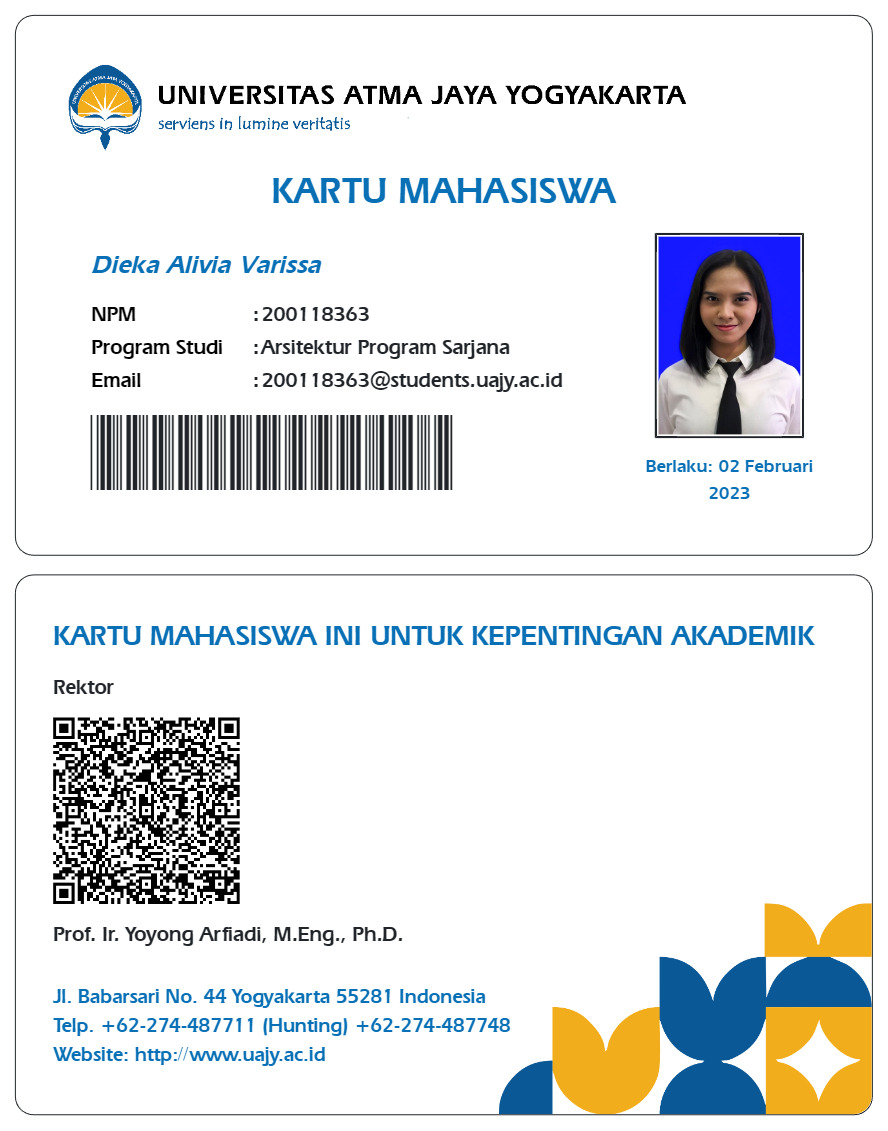 UNIVERSITAS ATMA JAYA YOGYAKARTA
serviens in lumine veritatis
KARTU MAHASISWA
Dieka Alivia Varissa
NPM : 200118363
Program Studi : Arsitektur Program Sarjana
Email : 200118363@students.uajy.ac.id
Berlaku: 02 Februari
2023
KARTU MAHASISWA INI UNTUK KEPENTINGAN AKADEMIK
Rektor
Prof. Ir. Yoyong Arfiadi, M.Eng., Ph.D.
Jl. Babarsari No. 44 Yogyakarta 55281 Indonesia
Telp. +62-274-487711 (Hunting) +62-274-487748
Website: http://www.uajy.ac.id